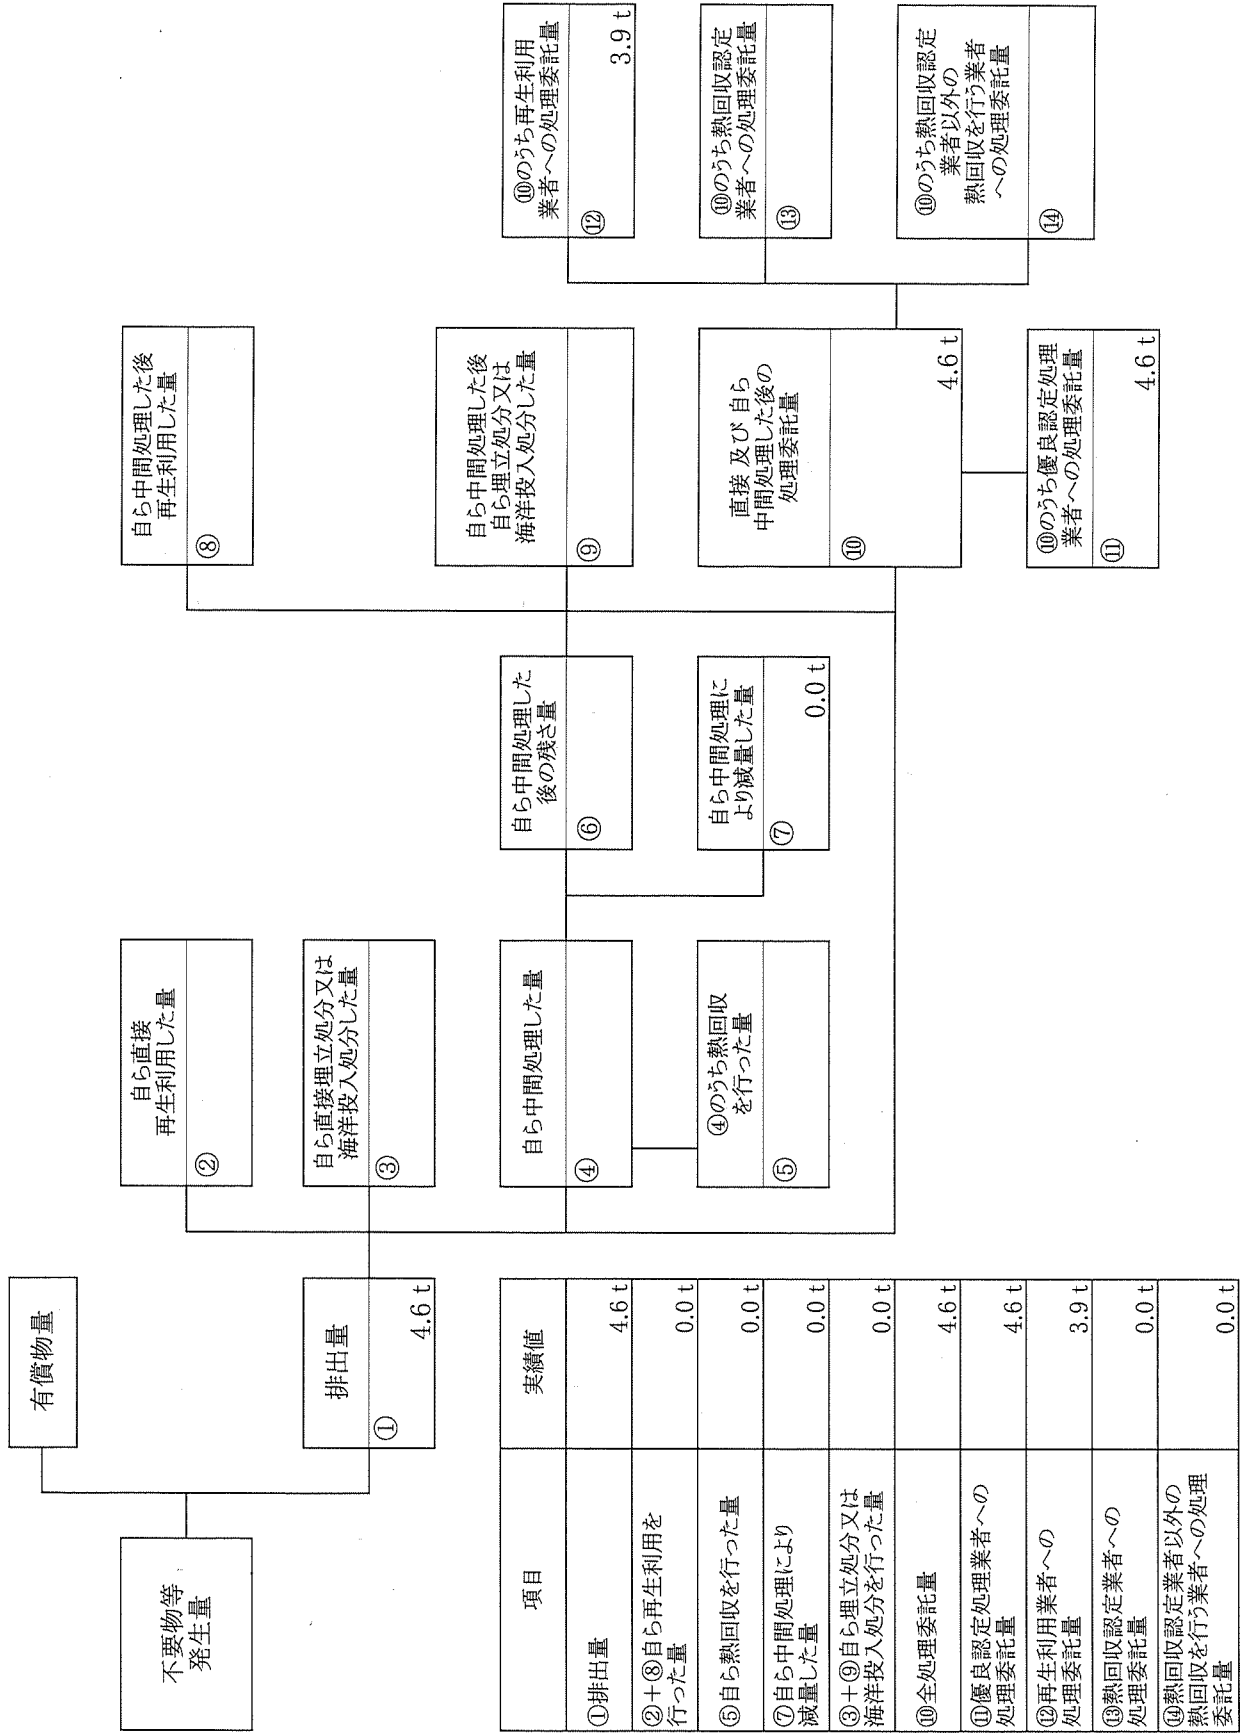 不要物等
発生量
有償物量
排出量
①
4.6 t
自ら直接
再生利用した量
②
自ら直接埋立処分又は
海洋投入処分した量
③
自ら中間処理した量
④
④のうち熱回収
を行った量
⑤
自ら中間処理した
後の残さ量
⑥
自ら中間処理に
より減量した量
⑦
0.0 t
自ら中間処理した後
再生利用した量
⑧
自ら中間処理した後
自ら埋立処分又は
海洋投入処分した量
⑨
直接 及び 自ら
中間処理した後の
処理委託量
⑩
4.6 t
⑩のうち優良認定処理
業者への処理委託量
⑪
4.6 t
⑩のうち再生利用
業者への処理委託量
⑫
3.9 t
⑩のうち熱回収認定
業者への処理委託量
⑬
⑩のうち熱回収認定
業者以外の
熱回収を行う業者
への処理委託量
⑭
項目 実績値
①排出量 4.6 t
②+⑧自ら再生利用を
行った量 0.0 t
⑤自ら熱回収を行った量 0.0 t
⑦自ら中間処理により
減量した量 0.0 t
③+⑨自ら埋立処分又は
海洋投入処分を行った量 0.0 t
⑩全処理委託量 4.6 t
⑪優良認定処理業者への
処理委託量 4.6 t
⑫再生利用業者への
処理委託量 3.9 t
⑬熱回収認定業者への
処理委託量 0.0 t
⑭熱回収認定業者以外の
熱回収を行う業者への処理
委託量 0.0 t